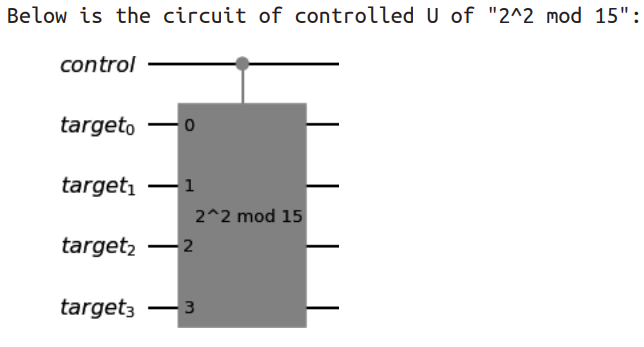 Below is the circuit of controlled U of "2^2 mod 15":
control
target₀
0
target₁
1
2^2 mod 15
target₂
2
target₃
3